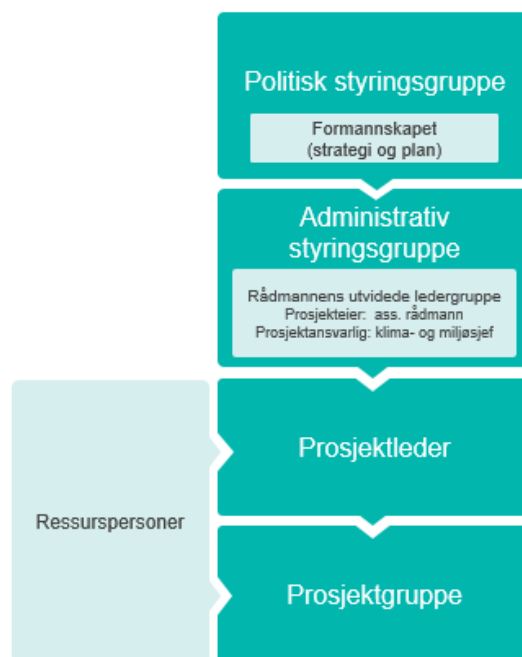 Politisk styringsgruppe
Formannskapet
(strategi og plan)
Administrativ
styringsgruppe
Rådmannens utvidede ledergruppe
Prosjekteier: ass. rådmann
Prosjektansvarlig: klima- og miljøsjef
Prosjektleder
Ressurspersoner
Prosjektgruppe